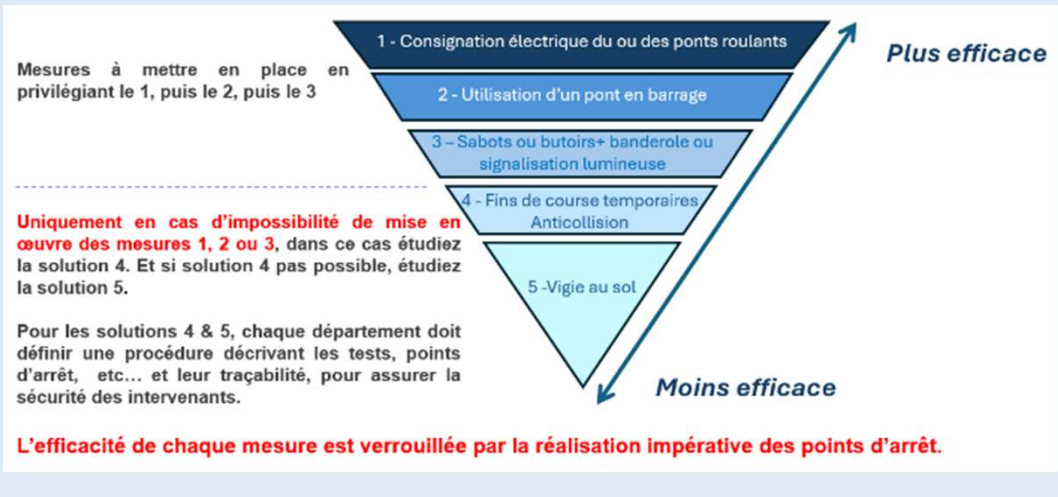 1 - Consignation électrique du ou des ponts roulants
Plus efficace
Mesures à mettre en place en
privilégiant le 1, puis le 2, puis le 3
2 - Utilisation d'un pont en barrage
3 – Sabots ou butoirs+ banderole ou
signalisation lumineuse
4 - Fins de course temporaires
Anticollision
Uniquement en cas d'impossibilité de mise en
œuvre des mesures 1, 2 ou 3, dans ce cas étudiez
la solution 4. Et si solution 4 pas possible, étudiez
la solution 5.
5 -Vigie au sol
Pour les solutions 4 & 5, chaque département doit
définir une procédure décrivant les tests, points
d'arrêt, etc... et leur traçabilité, pour assurer la
sécurité des intervenants.
Moins efficace
L'efficacité de chaque mesure est verrouillée par la réalisation impérative des points d'arrêt.